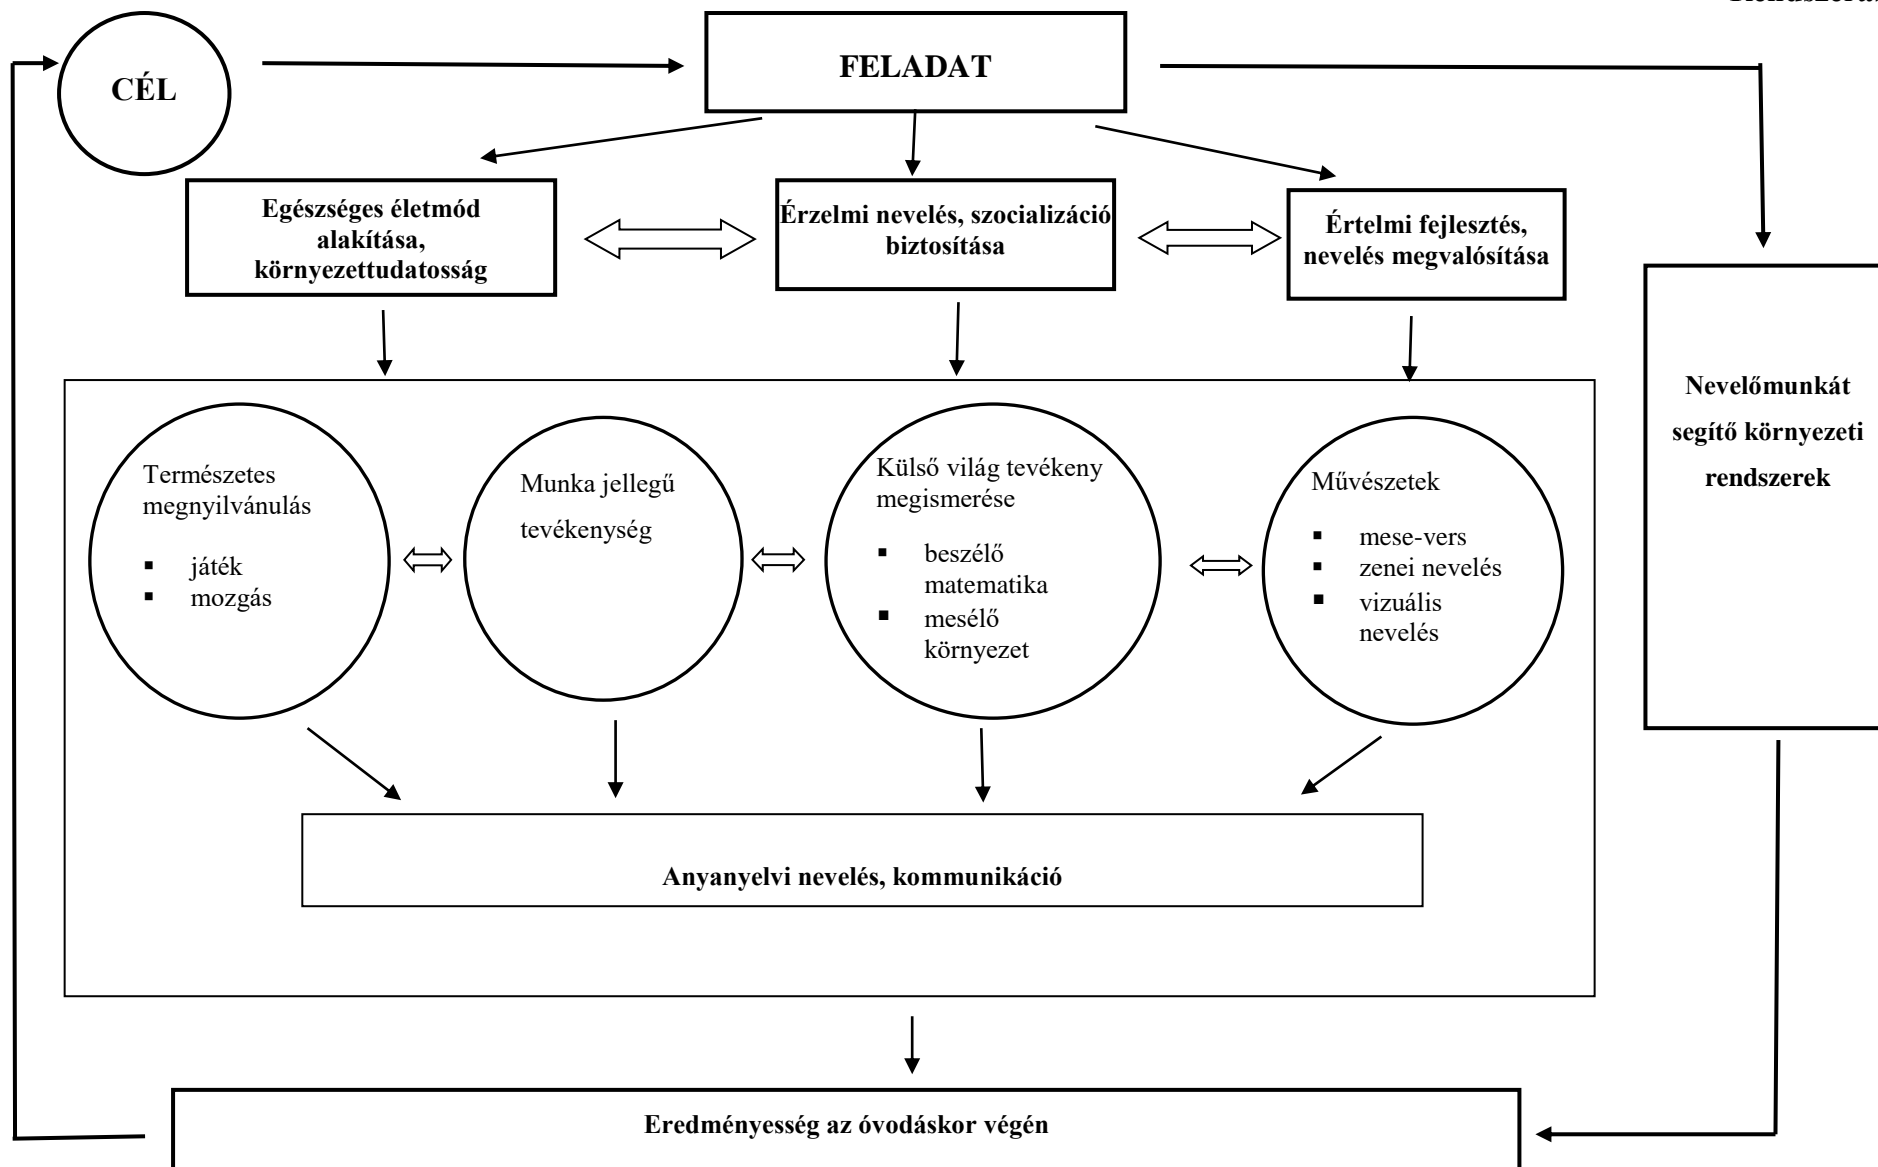 CÉL
FELADAT
Egészséges életmód
alakítása,
környezettudatosság
Érzelmi nevelés, szocializáció
biztosítása
Értelmi fejlesztés,
nevelés megvalósítása
Nevelőmunkát
segítő környezeti
rendszerek
Természetes
megnyilvánulás
▪ játék
▪ mozgás
Munka jellegű
tevékenység
Külső világ tevékeny
megismerése
▪ beszélő
matematika
▪ mesélő
környezet
Művészetek
▪ mese-vers
▪ zenei nevelés
▪ vizuális
nevelés
Anyanyelvi nevelés, kommunikáció
Eredményesség az óvodáskor végén